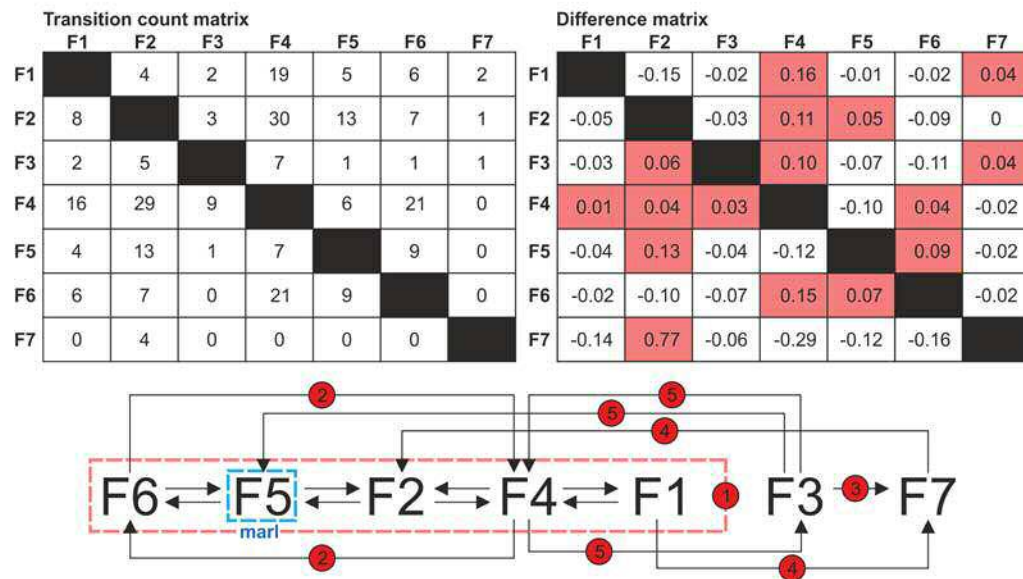 Transition count matrix Difference matrix
F1 F2 F3 F4 F5 F6 F7 F1 F2 F3 F4 F5 F6 F7
F1 4 2 19 5 6 2 F1 -0.15 -0.02 0.16 -0.01 -0.02 0.04
F2 8 3 30 13 7 1 F2 -0.05 -0.03 0.11 0.05 -0.09 0
F3 2 5 7 1 1 1 F3 -0.03 0.06 0.10 -0.07 -0.11 0.04
F4 16 29 9 6 21 0 F4 0.01 0.04 0.03 -0.10 0.04 -0.02
F5 4 13 1 7 9 0 F5 -0.04 0.13 -0.04 -0.12 0.09 -0.02
F6 6 7 0 21 9 0 F6 -0.02 -0.10 -0.07 0.15 0.07 -0.02
F7 0 4 0 0 0 0 F7 -0.14 0.77 -0.06 -0.29 -0.12 -0.16
2 5
5
4
F6 F5 F2 F4 F1 1 F3 3 F7
marl
2 5
4